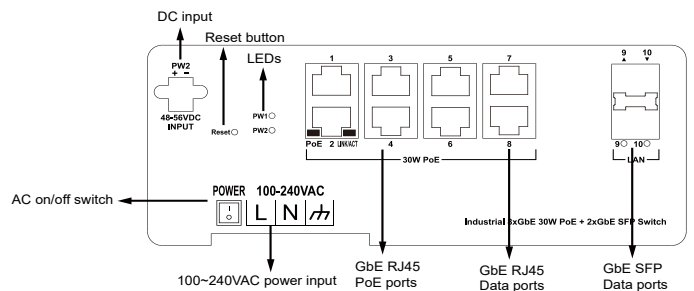 DC input
Reset button
LEDs
PW2
+ -
48-56VDC
INPUT
Reset
PW1
PW2
1 3 5 7
PoE 2 LINK/ACT 4 6 8
30W PoE
9 10
9 10
LAN
AC on/off switch
POWER 100-240VAC
L N
Industrial 8xGbE 30W PoE + 2xGbE SFP Switch
100~240VAC power input
GbE RJ45
PoE ports
GbE RJ45
Data ports
GbE SFP
Data ports